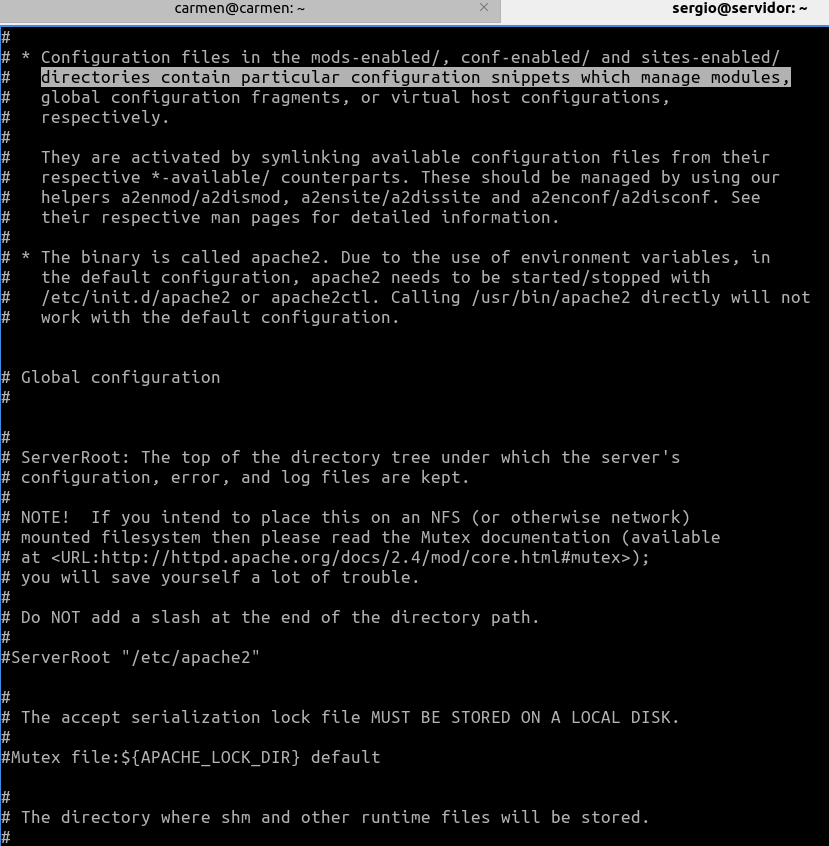 carmen@carmen: ~ × sergio@servidor: ~
#
# * Configuration files in the mods-enabled/, conf-enabled/ and sites-enabled/
#   directories contain particular configuration snippets which manage modules,
#   global configuration fragments, or virtual host configurations,
#   respectively.
#
#   They are activated by symlinking available configuration files from their
#   respective *-available/ counterparts. These should be managed by using our
#   helpers a2enmod/a2dismod, a2ensite/a2dissite and a2enconf/a2disconf. See
#   their respective man pages for detailed information.
#
# * The binary is called apache2. Due to the use of environment variables, in
#   the default configuration, apache2 needs to be started/stopped with
#   /etc/init.d/apache2 or apache2ctl. Calling /usr/bin/apache2 directly will not
#   work with the default configuration.
# Global configuration
#
#
# ServerRoot: The top of the directory tree under which the server's
# configuration, error, and log files are kept.
#
# NOTE!  If you intend to place this on an NFS (or otherwise network)
# mounted filesystem then please read the Mutex documentation (available
# at <URL:http://httpd.apache.org/docs/2.4/mod/core.html#mutex>);
# you will save yourself a lot of trouble.
#
# Do NOT add a slash at the end of the directory path.
#
#ServerRoot "/etc/apache2"
#
# The accept serialization lock file MUST BE STORED ON A LOCAL DISK.
#
#Mutex file:${APACHE_LOCK_DIR} default
#
# The directory where shm and other runtime files will be stored.
#